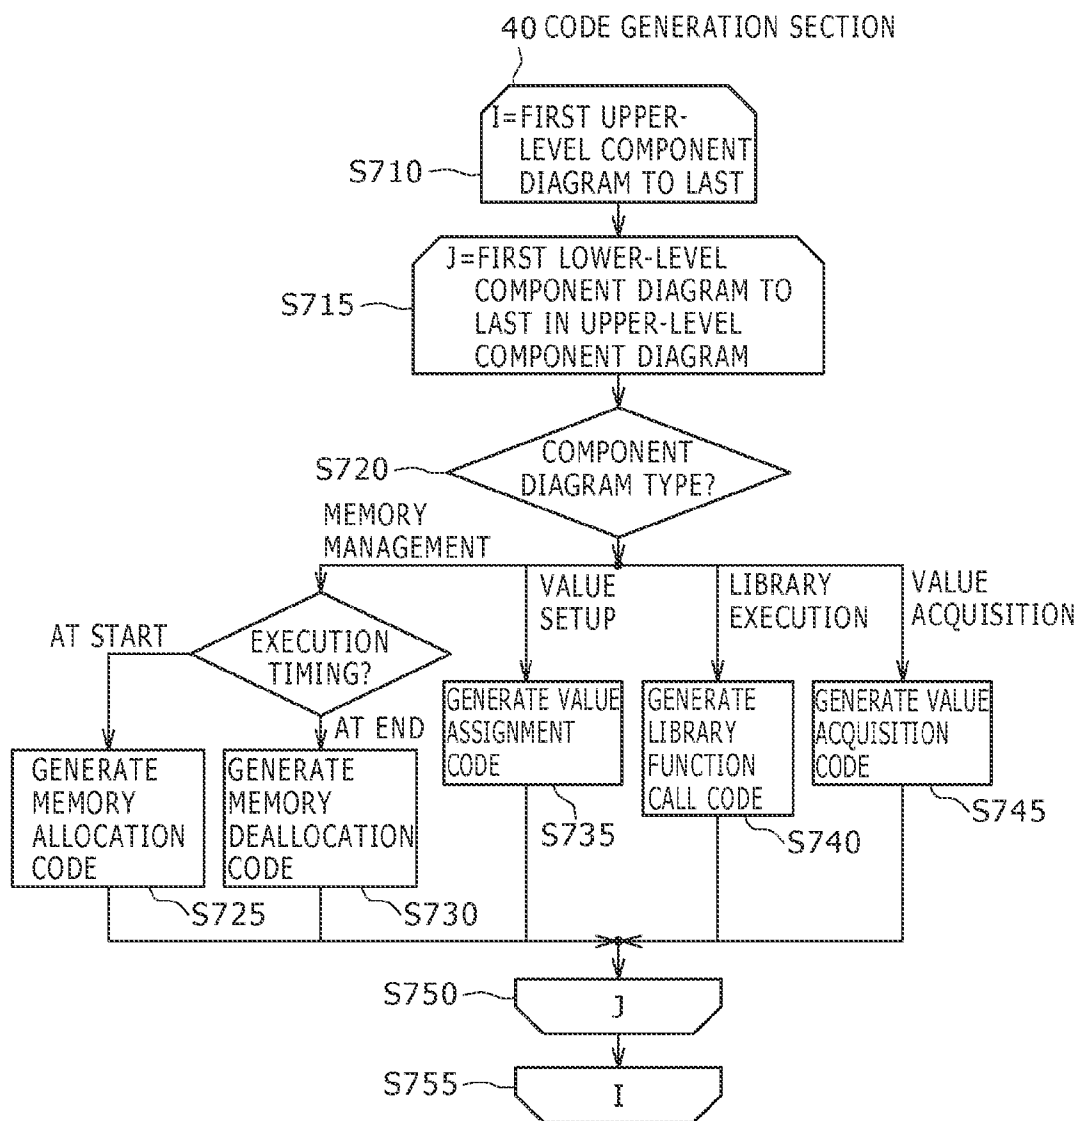 40 CODE GENERATION SECTION
I=FIRST UPPER-
LEVEL COMPONENT
DIAGRAM TO LAST
S710
J=FIRST LOWER-LEVEL
COMPONENT DIAGRAM TO
LAST IN UPPER-LEVEL
COMPONENT DIAGRAM
S715
COMPONENT
DIAGRAM TYPE?
S720
MEMORY
MANAGEMENT
VALUE
SETUP
LIBRARY
EXECUTION
VALUE
ACQUISITION
AT START
EXECUTION
TIMING?
AT END
GENERATE
MEMORY
ALLOCATION
CODE
S725
GENERATE
MEMORY
DEALLOCATION
CODE
S730
GENERATE VALUE
ASSIGNMENT
CODE
S735
GENERATE
LIBRARY
FUNCTION
CALL CODE
S740
GENERATE VALUE
ACQUISITION
CODE
S745
S750
J
S755
I